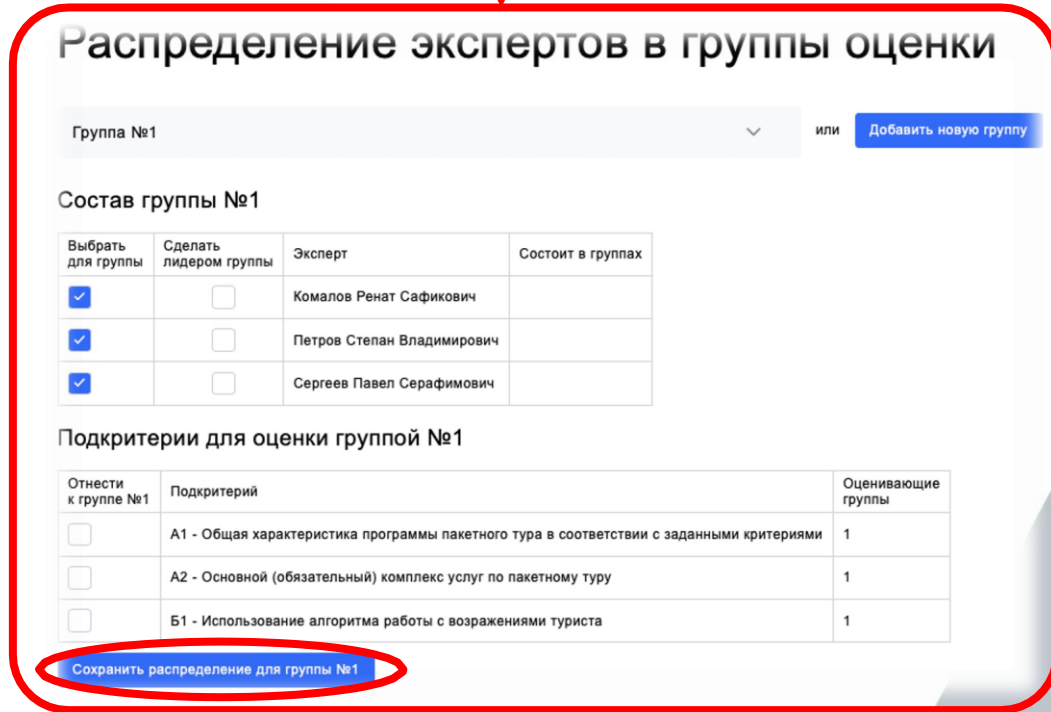 Распределение экспертов в группы оценки
Группа №1
или
Добавить новую группу
Состав группы №1
Выбрать для группы
Сделать лидером группы
Эксперт
Состоит в группах
Комалов Ренат Сафикович
Петров Степан Владимирович
Сергеев Павел Серафимович
Подкритерии для оценки группой №1
Отнести к группе №1
Подкритерий
Оценивающие группы
А1 - Общая характеристика программы пакетного тура в соответствии с заданными критериями 1
А2 - Основной (обязательный) комплекс услуг по пакетному туру 1
Б1 - Использование алгоритма работы с возражениями туриста 1
Сохранить распределение для группы №1